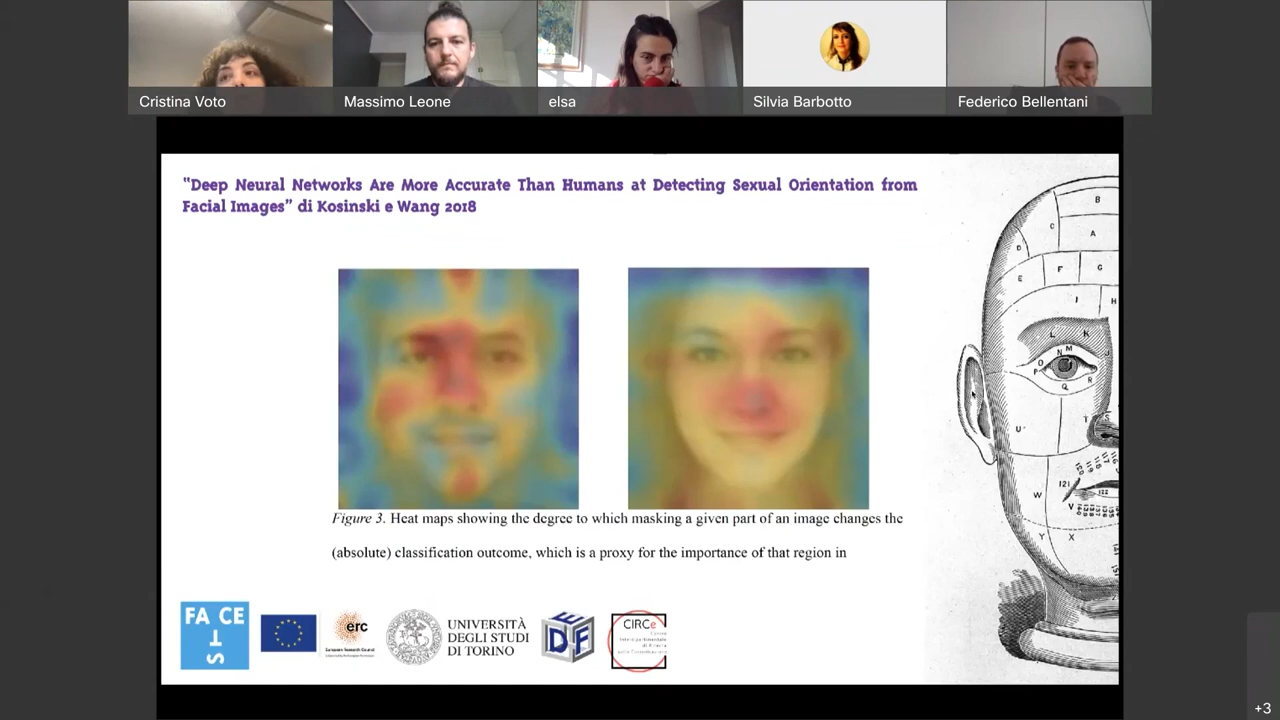 Cristina Voto
Massimo Leone
elsa
Silvia Barbotto
Federico Bellentani
"Deep Neural Networks Are More Accurate Than Humans at Detecting Sexual Orientation from
Facial Images" di Kosinski e Wang 2018
Figure 3. Heat maps showing the degree to which masking a given part of an image changes the
(absolute) classification outcome, which is a proxy for the importance of that region in
B
C
A
D
E
F
G
I
H
L
K
N
M
O
P
Q
R
T
S
U
W
121
122
V
Y
X
FA CE
T
S
erc
UNIVERSITÀ
DEGLI STUDI
DI TORINO
DEF
CIRCe
+3